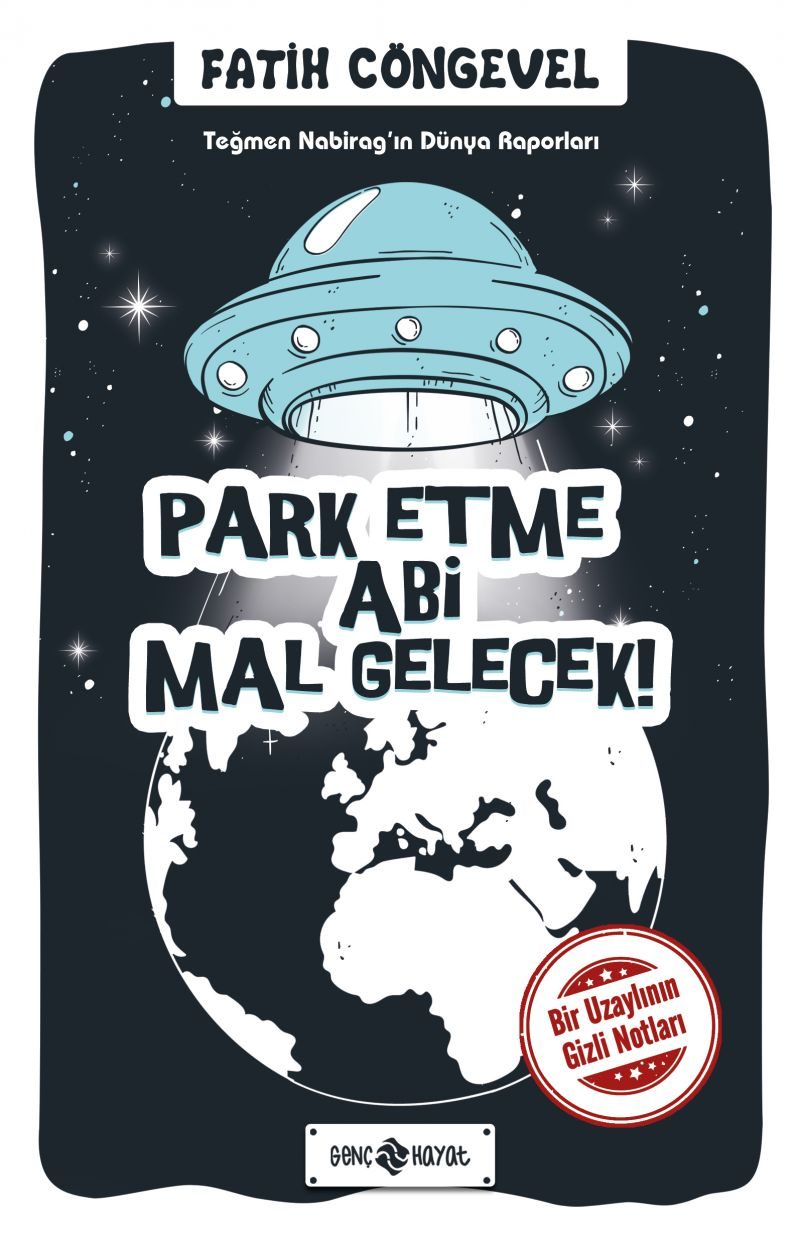 FATİH CÖNGEVEL
Teğmen Nabirag'ın Dünya Raporları
PARK ETME
ABİ
MAL GELECEK!
Bir Uzaylının
Gizli Notları
GENÇ HAYAt